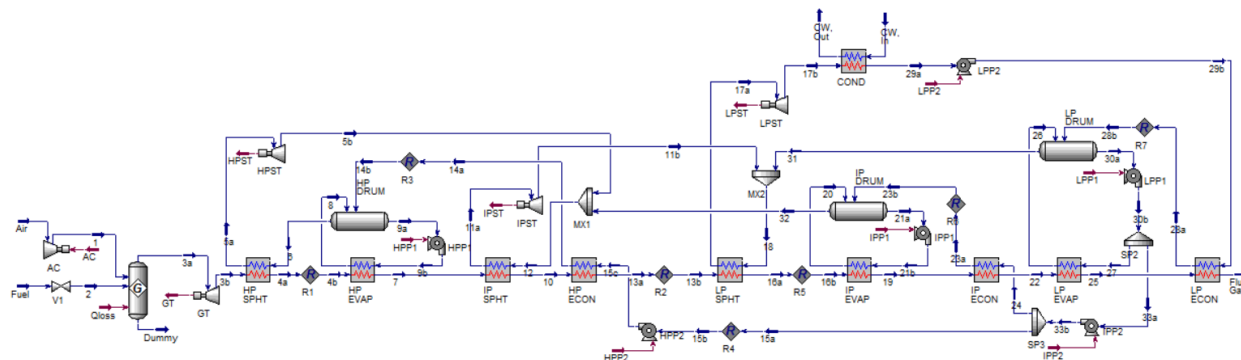 CW, Out
CW, In
17b
COND
29a
LPP2
29b
LPP2
17a
LPST
LPST
5b
11b
31
26
LP DRUM
28b
R7
30a
LPP1
LPP1
HPST
HPST
14b
R3
14a
HP DRUM
8
9a
HPP1
HPP1
9b
11a
IPST
IPST
MX1
MX2
20
IP DRUM
23b
21a
IPP1
IPP1
32
30b
SP2
28a
Air
1
AC
AC
3a
5a
6
12
15c
18
21b
23a
27
Fuel
V1
2
G
Qloss
Dummy
GT
GT
3b
HP SPHT
4a
R1
4b
HP EVAP
7
IP SPHT
10
HP ECON
13a
R2
13b
LP SPHT
16a
R5
16b
IP EVAP
19
IP ECON
22
24
LP EVAP
25
LP ECON
33a
HPP2
HPP2
15b
R4
15a
SP3
33b
IPP2
IPP2